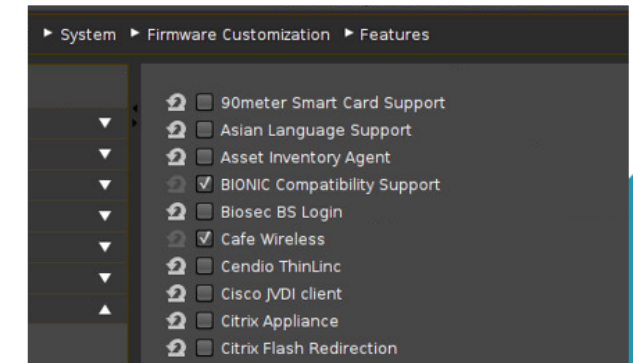 System Firmware Customization Features
90meter Smart Card Support
Asian Language Support
Asset Inventory Agent
BIONIC Compatibility Support
Biosec BS Login
Cafe Wireless
Cendio ThinLinc
Cisco JVDI client
Citrix Appliance
Citrix Flash Redirection